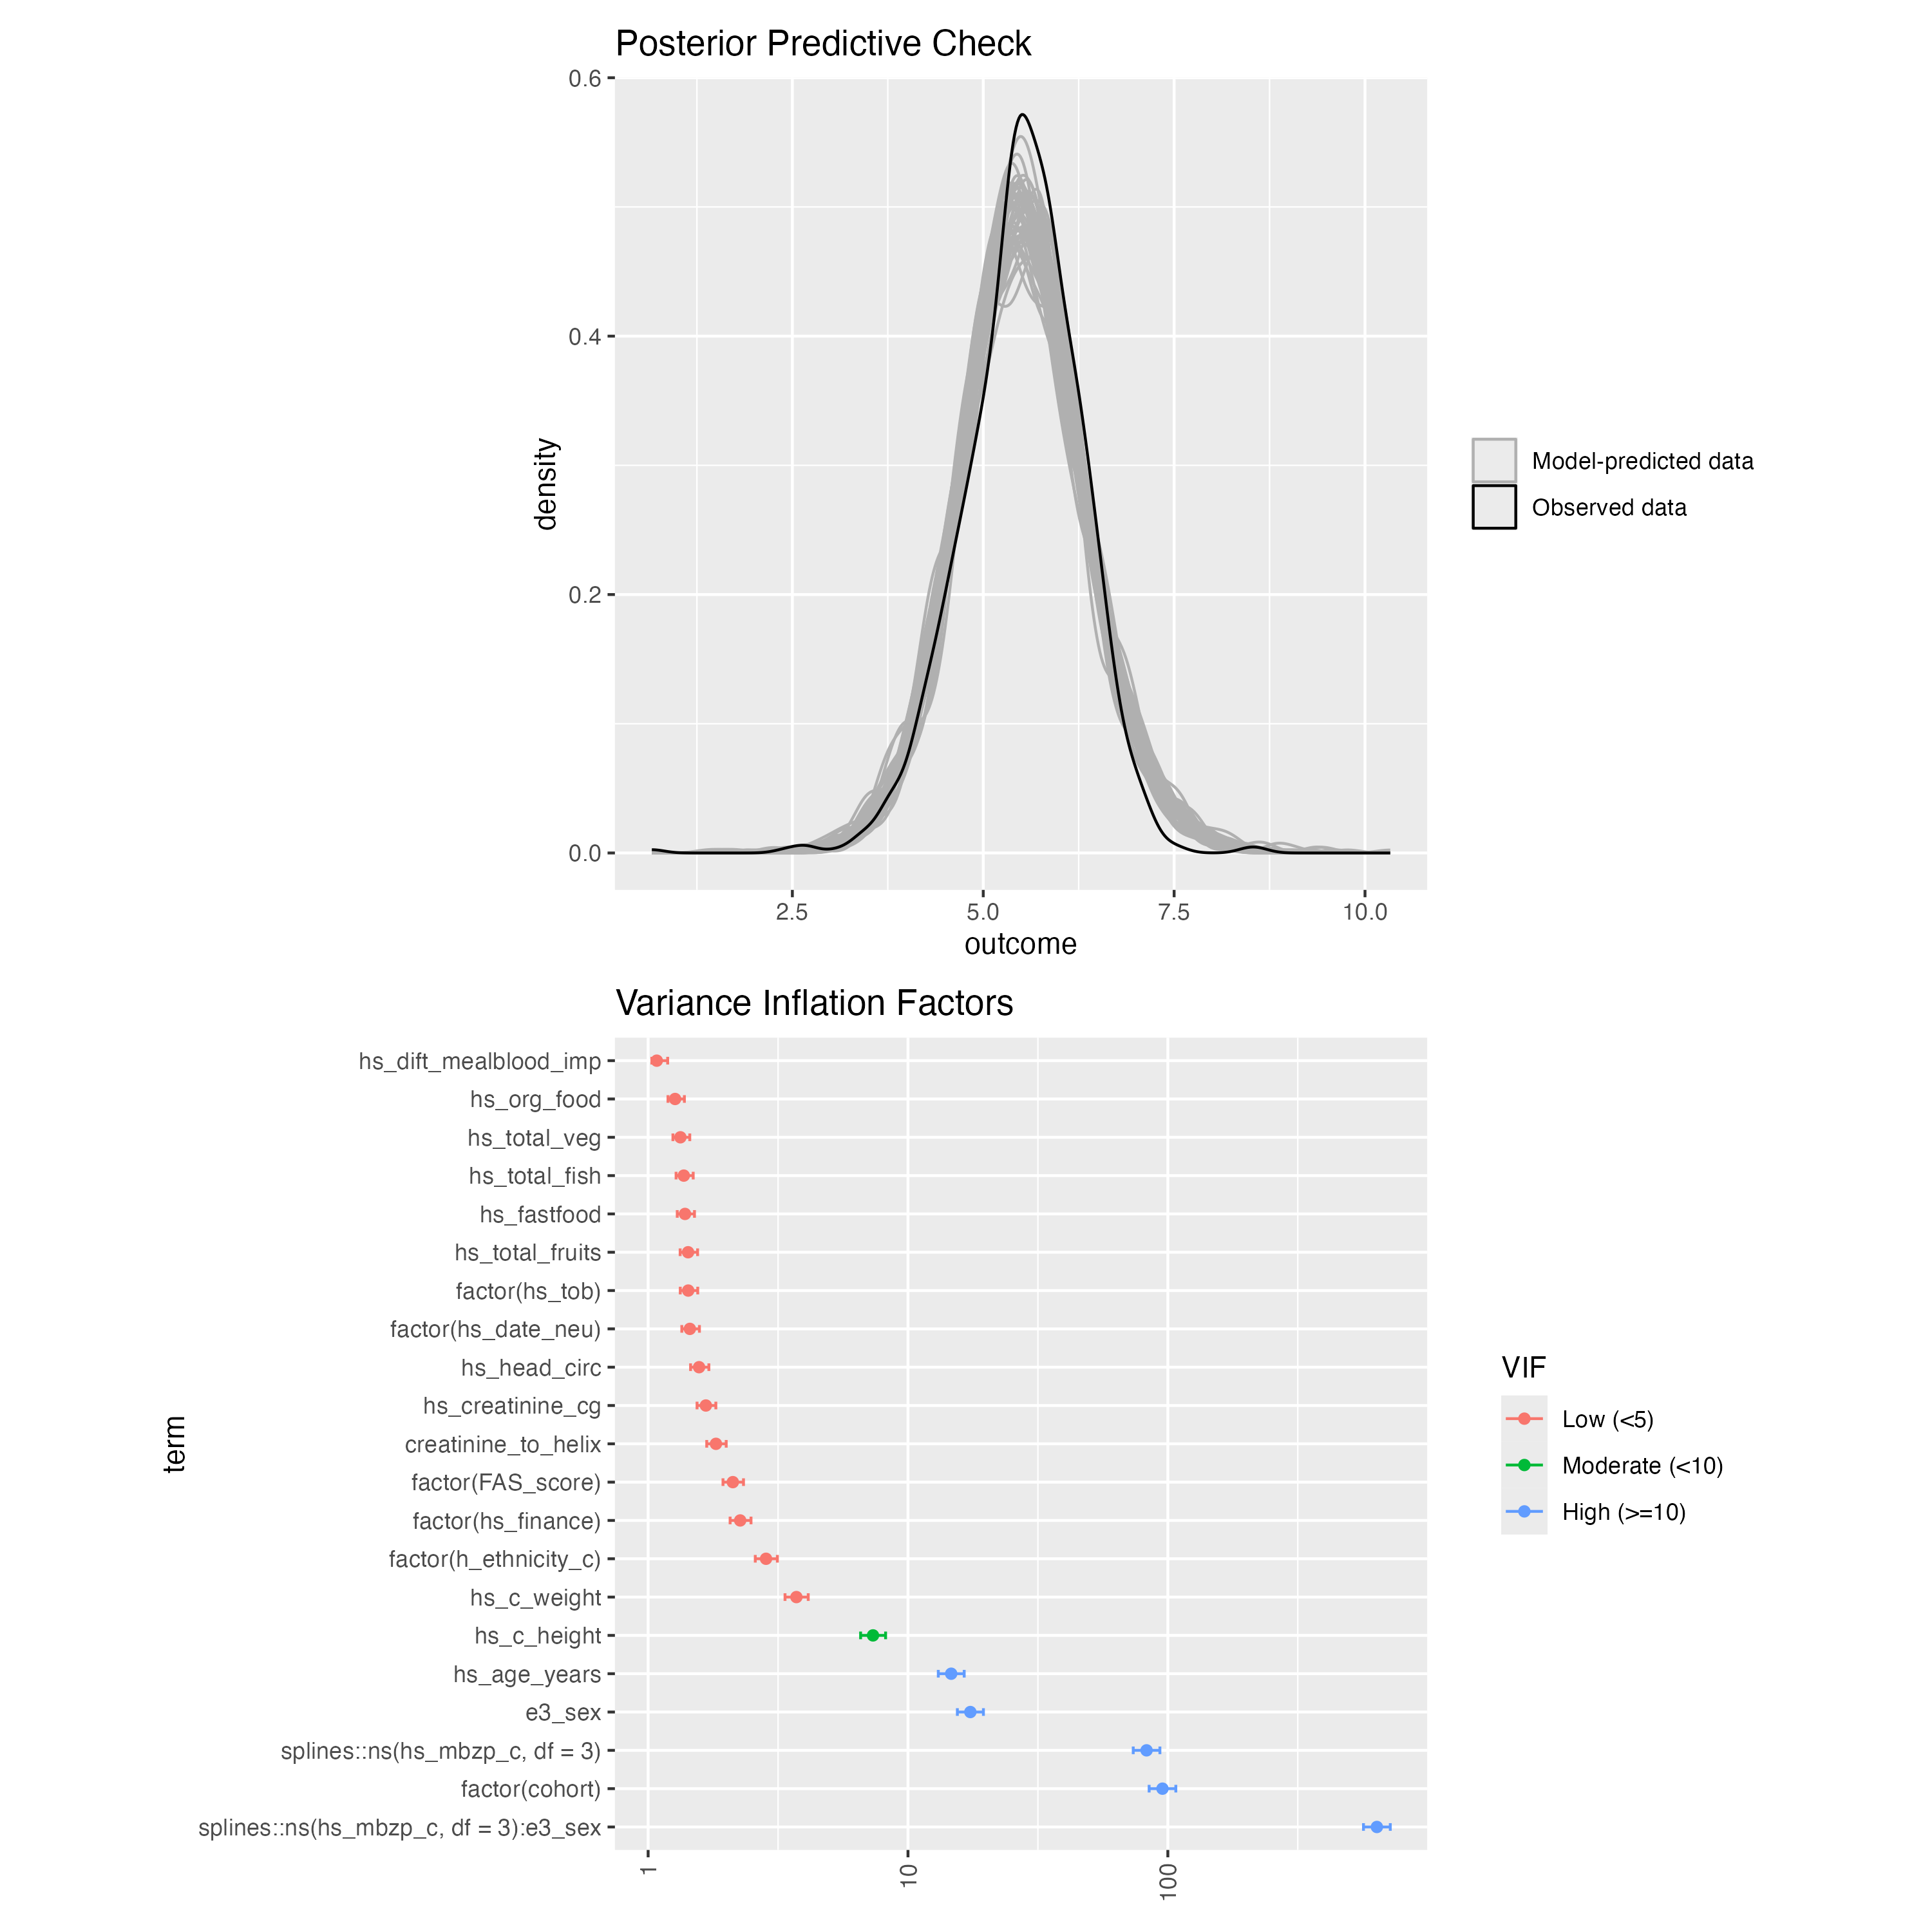 Posterior Predictive Check
0.6
0.4
0.2
0.0
density
2.5 5.0 7.5 10.0
outcome
Model-predicted data
Observed data
Variance Inflation Factors
term
hs_dift_mealblood_imp
hs_org_food
hs_total_veg
hs_total_fish
hs_fastfood
hs_total_fruits
factor(hs_tob)
factor(hs_date_neu)
hs_head_circ
hs_creatinine_cg
creatinine_to_helix
factor(FAS_score)
factor(hs_finance)
factor(h_ethnicity_c)
hs_c_weight
hs_c_height
hs_age_years
e3_sex
splines::ns(hs_mbzp_c, df = 3)
factor(cohort)
splines::ns(hs_mbzp_c, df = 3):e3_sex
1 10 100
VIF
Low (<5)
Moderate (<10)
High (>=10)